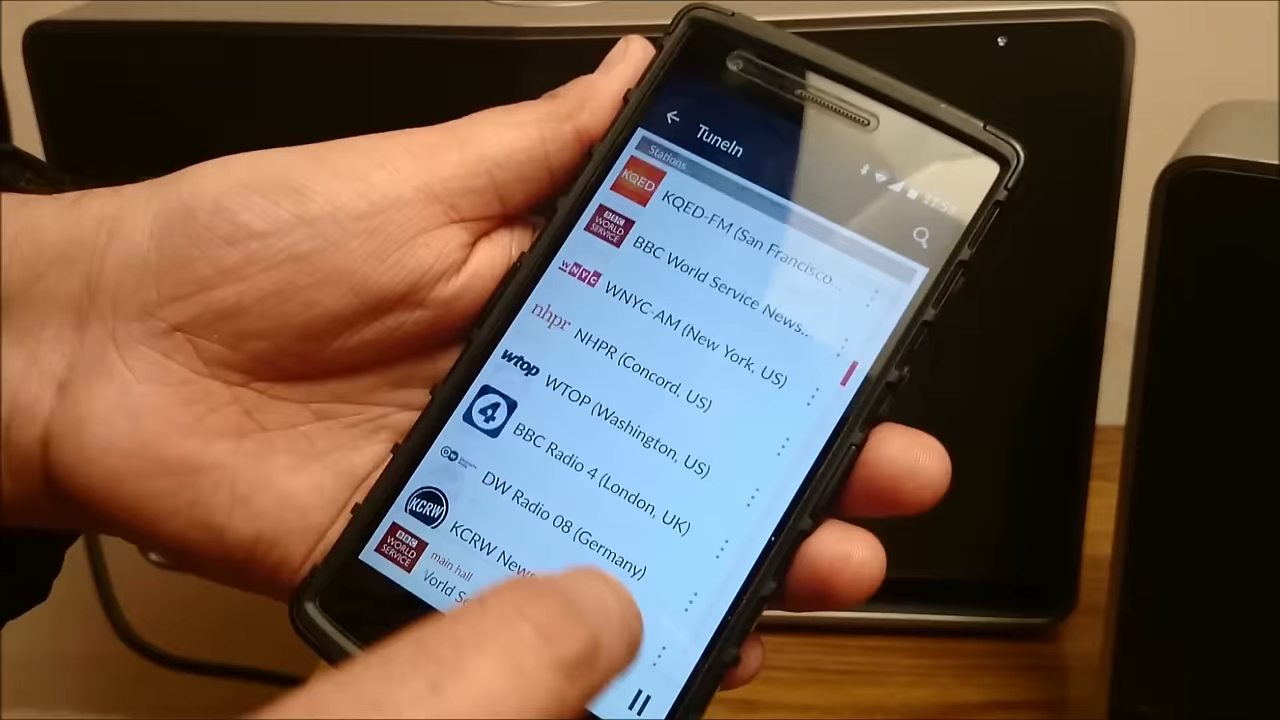 TuneIn
Stations
KQED
KQED-FM (San Francisco...
BBC
WORLD
SERVICE
BBC World Service News...
WNYC
WNYC-AM (New York, US)
nhpr
NHPR (Concord, US)
wtop
WTOP (Washington, US)
4
BBC Radio 4 (London, UK)
DW Radio 08 (Germany)
KCRW
KCRW News
BBC
WORLD
SERVICE
main hall